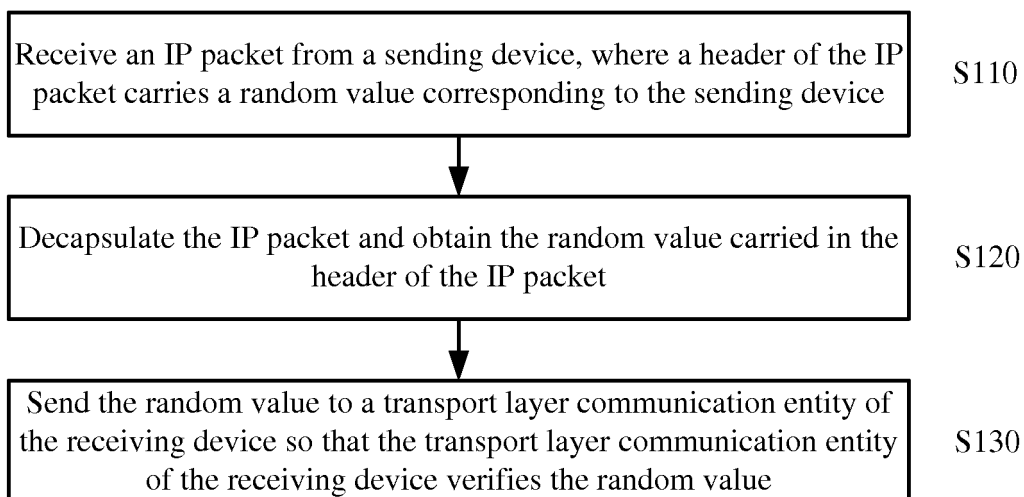 Receive an IP packet from a sending device, where a header of the IP
packet carries a random value corresponding to the sending device
S110
Decapsulate the IP packet and obtain the random value carried in the
header of the IP packet
S120
Send the random value to a transport layer communication entity of
the receiving device so that the transport layer communication entity
of the receiving device verifies the random value
S130